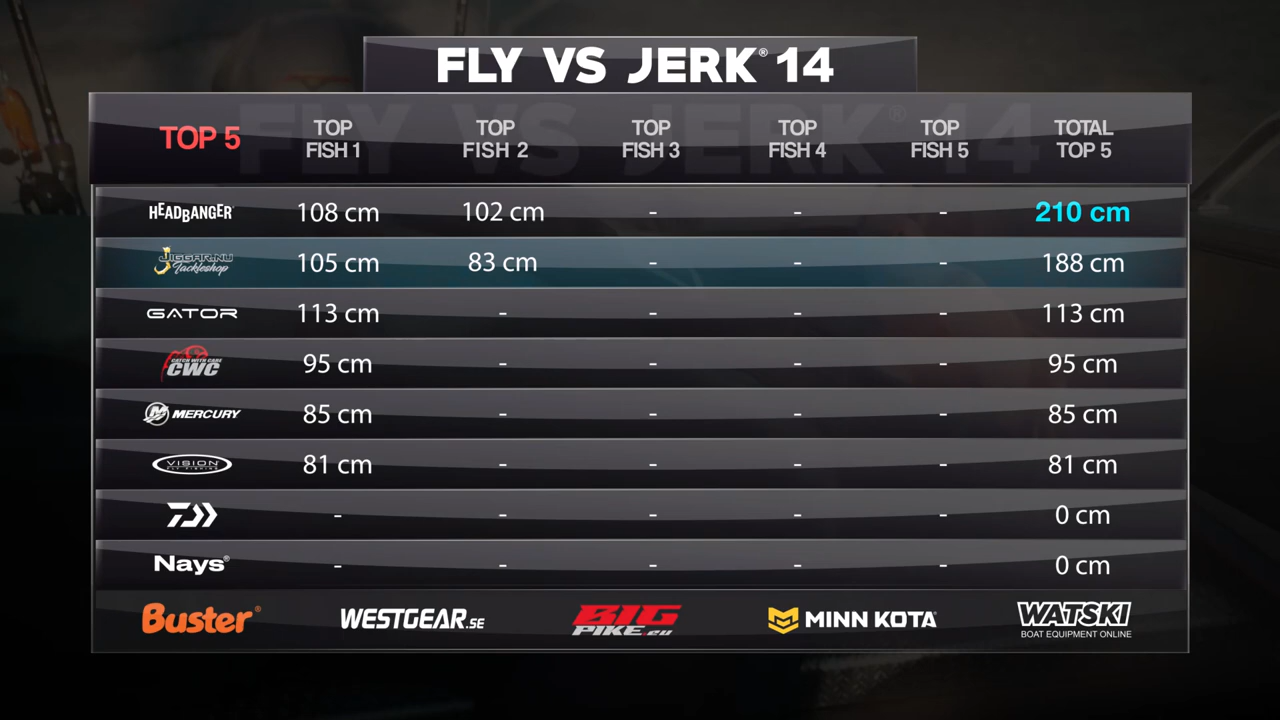 FLY VS JERK® 14
TOP 5 TOP FISH 1 TOP FISH 2 TOP FISH 3 TOP FISH 4 TOP FISH 5 TOTAL TOP 5
HEADBANGER 108 cm 102 cm - - - 210 cm
JIGGAR.NU Tackleshop 105 cm 83 cm - - - 188 cm
GATOR 113 cm - - - - 113 cm
CATCH WITH CARE CWC 95 cm - - - - 95 cm
MERCURY 85 cm - - - - 85 cm
VISION FLY FISHING 81 cm - - - - 81 cm
- - - - - 0 cm
Nays® - - - - - 0 cm
Buster® WESTGEAR.SE BIG PIKE.eu MINN KOTA® WATSKI
BOAT EQUIPMENT ONLINE